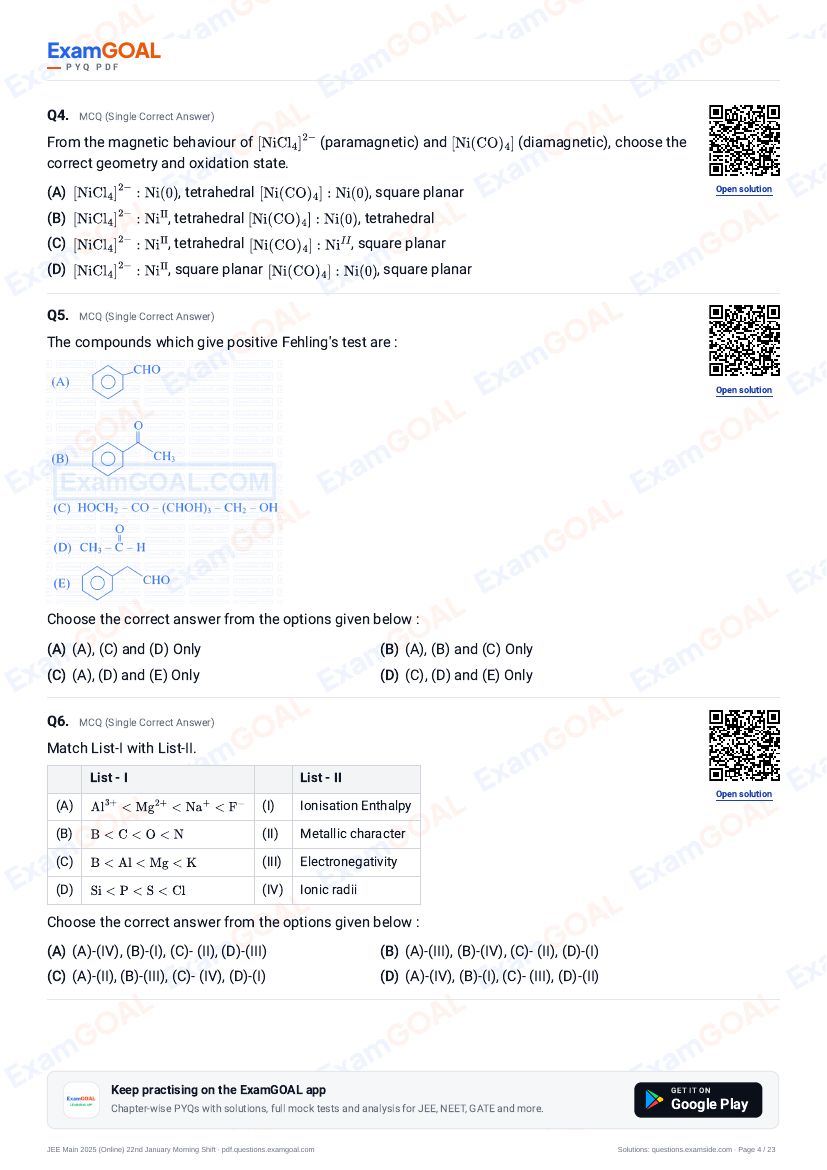 ExamGOAL
PYQ PDF
Q4. MCQ (Single Correct Answer)
From the magnetic behaviour of [NiCl₄]²⁻ (paramagnetic) and [Ni(CO)₄] (diamagnetic), choose the
correct geometry and oxidation state.
Open solution
(A) [NiCl₄]²⁻ : Ni(0), tetrahedral [Ni(CO)₄] : Ni(0), square planar
(B) [NiCl₄]²⁻ : Niᴵᴵ, tetrahedral [Ni(CO)₄] : Ni(0), tetrahedral
(C) [NiCl₄]²⁻ : Niᴵᴵ, tetrahedral [Ni(CO)₄] : Niᴵᴵ, square planar
(D) [NiCl₄]²⁻ : Niᴵᴵ, square planar [Ni(CO)₄] : Ni(0), square planar
Q5. MCQ (Single Correct Answer)
The compounds which give positive Fehling's test are :
Open solution
(A) CHO
O
(B) CH₃
ExamGOAL.COM
(C) HOCH₂ – CO – (CHOH)₃ – CH₂ – OH
O
(D) CH₃ – C – H
(E) CHO
Choose the correct answer from the options given below :
(A) (A), (C) and (D) Only (B) (A), (B) and (C) Only
(C) (A), (D) and (E) Only (D) (C), (D) and (E) Only
Q6. MCQ (Single Correct Answer)
Match List-I with List-II.
Open solution
List - I List - II
(A) Al³⁺ < Mg²⁺ < Na⁺ < F⁻ (I) Ionisation Enthalpy
(B) B < C < O < N (II) Metallic character
(C) B < Al < Mg < K (III) Electronegativity
(D) Si < P < S < Cl (IV) Ionic radii
Choose the correct answer from the options given below :
(A) (A)-(IV), (B)-(I), (C)- (II), (D)-(III) (B) (A)-(III), (B)-(IV), (C)- (II), (D)-(I)
(C) (A)-(II), (B)-(III), (C)- (IV), (D)-(I) (D) (A)-(IV), (B)-(I), (C)- (III), (D)-(II)
Keep practising on the ExamGOAL app
Chapter-wise PYQs with solutions, full mock tests and analysis for JEE, NEET, GATE and more.
ExamGOAL
GET IT ON
Google Play
JEE Main 2025 (Online) 22nd January Morning Shift · pdf.questions.examgoal.com
Solutions: questions.examside.com · Page 4 / 23